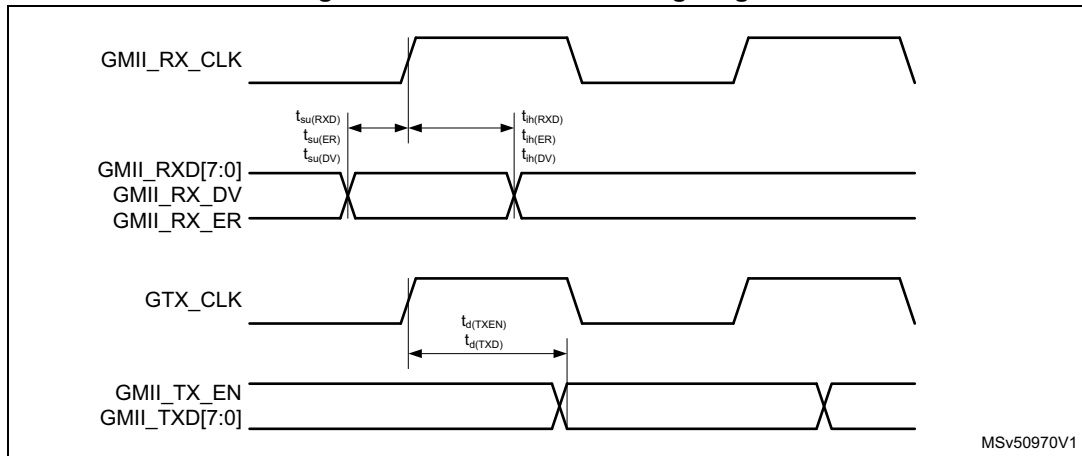 GMII_RX_CLK
tsu(RXD)
tsu(ER)
tsu(DV)
tih(RXD)
tih(ER)
tih(DV)
GMII_RXD[7:0]
GMII_RX_DV
GMII_RX_ER
GTX_CLK
td(TXEN)
td(TXD)
GMII_TX_EN
GMII_TXD[7:0]
MSv50970V1